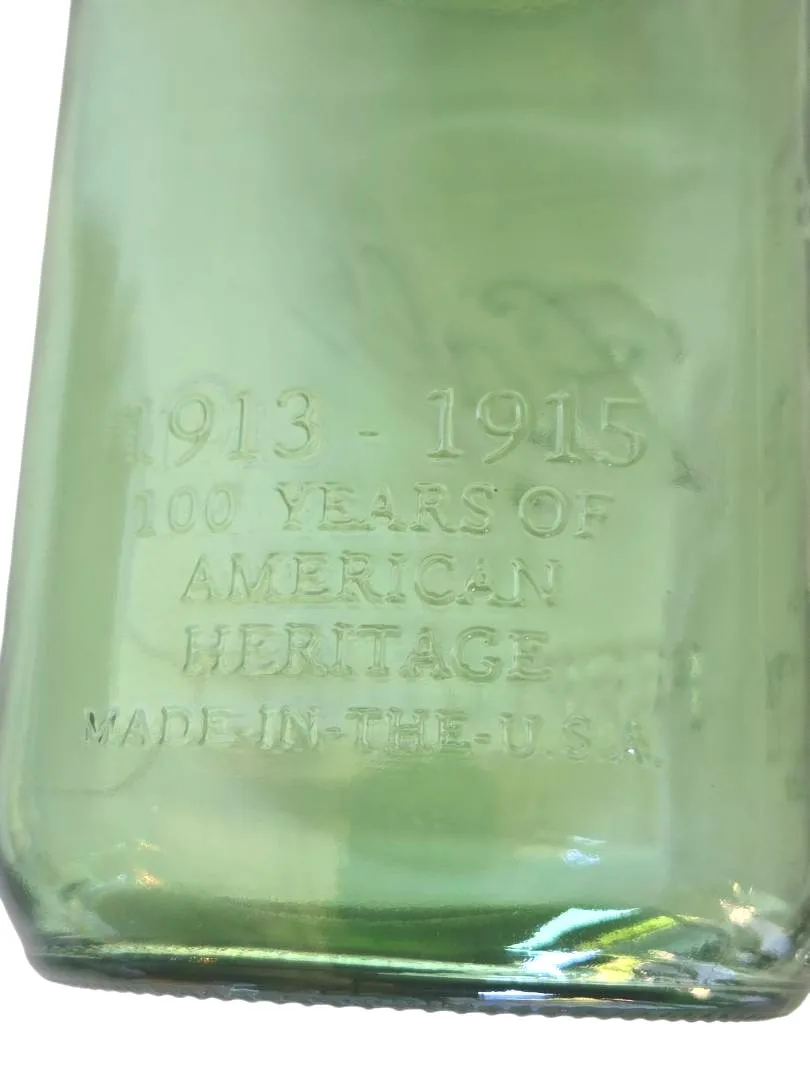 1913 - 1915
100 YEARS OF
AMERICAN
HERITAGE
MADE-IN-THE-U.S.A.